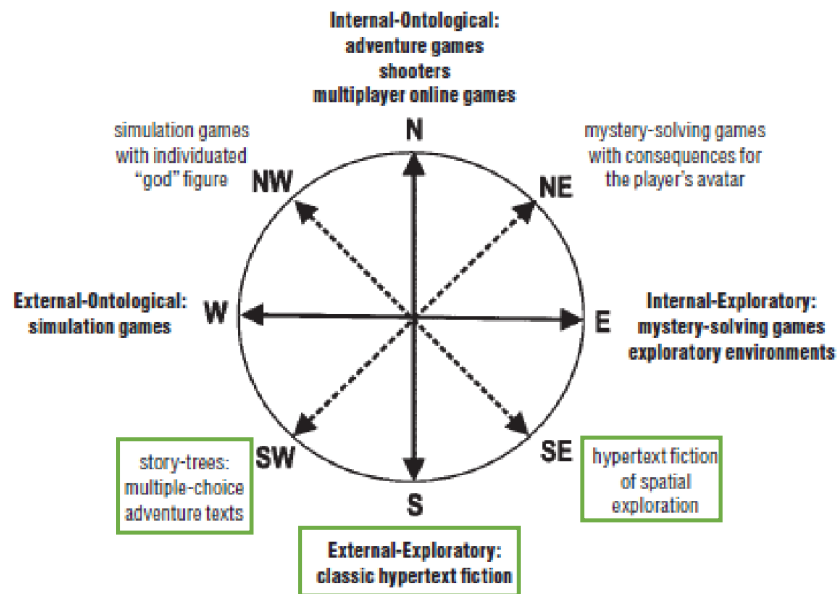 Internal-Ontological:
adventure games
shooters
multiplayer online games
N
simulation games
with individuated
"god" figure
NW
mystery-solving games
with consequences for
the player's avatar
NE
External-Ontological:
simulation games
W
E
Internal-Exploratory:
mystery-solving games
exploratory environments
story-trees:
multiple-choice
adventure texts
SW
S
SE
hypertext fiction
of spatial
exploration
External-Exploratory:
classic hypertext fiction